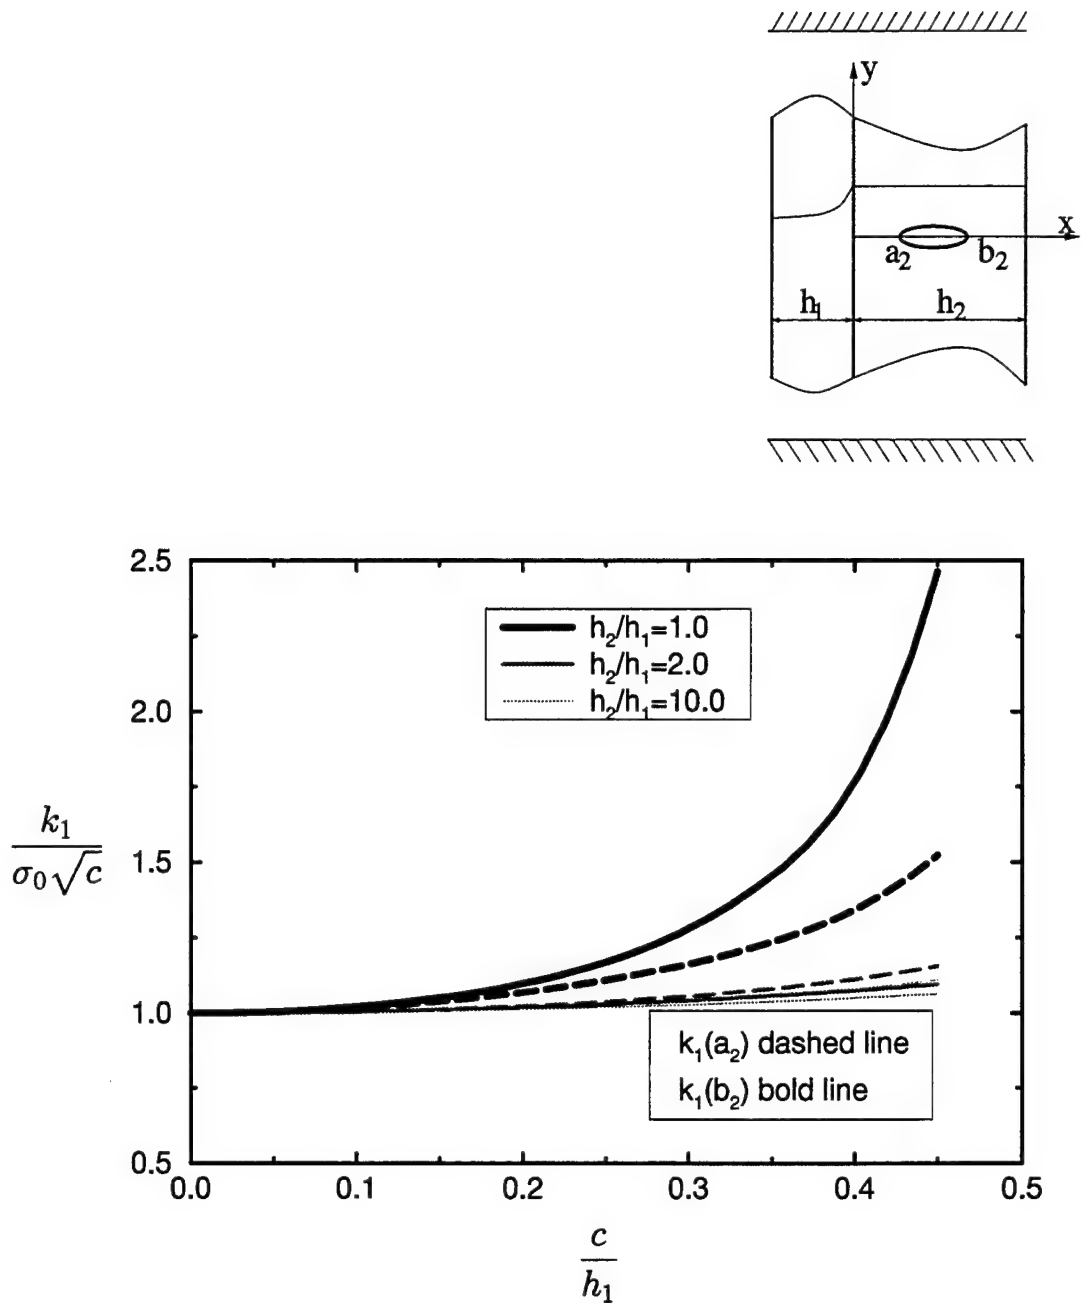 y
x
a₂
b₂
h₁
h₂
2.5
2.0
1.5
1.0
0.5
h₂/h₁=1.0
h₂/h₁=2.0
h₂/h₁=10.0
k₁
σ₀√c
k₁(a₂) dashed line
k₁(b₂) bold line
0.0 0.1 0.2 0.3 0.4 0.5
c
h₁